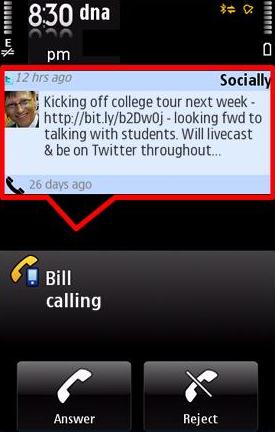 8:30 dna
E
pm
12 hrs ago Socially
Kicking off college tour next week -
http://bit.ly/b2Dw0j - looking fwd to
talking with students. Will livecast
& be on Twitter throughout...
26 days ago
Bill
calling
Answer Reject